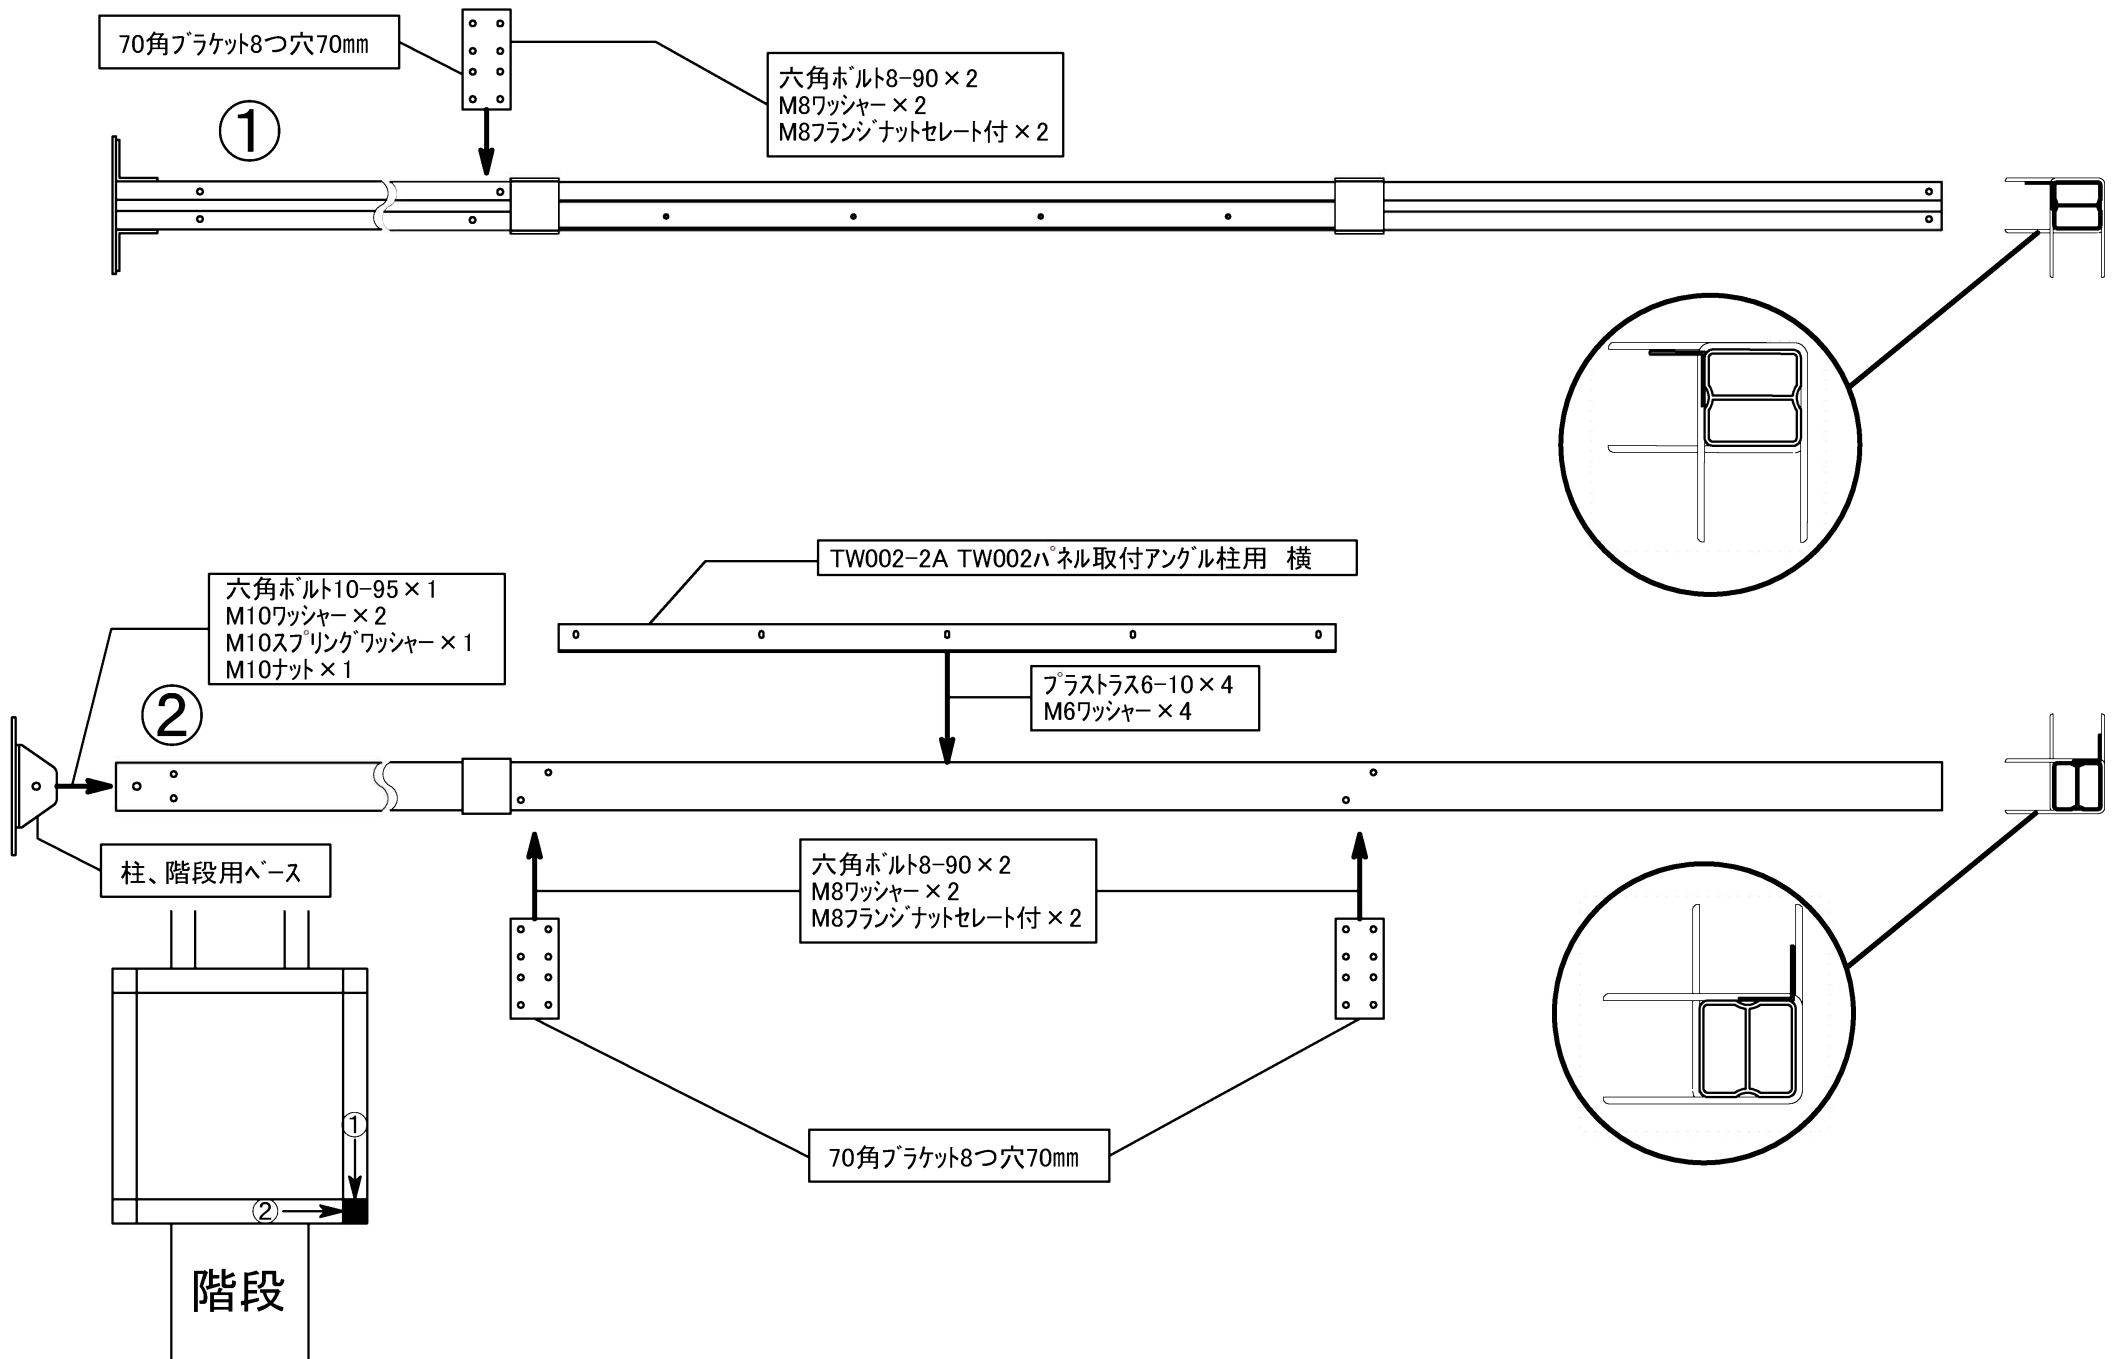 70角ブラケット8つ穴70mm
六角ボルト8-90×2
M8ワッシャー×2
M8フランジナットセレート付×2
①
TW002-2A TW002パネル取付アングル柱用 横
六角ボルト10-95×1
M10ワッシャー×2
M10スプリングワッシャー×1
M10ナット×1
プラストラス6-10×4
M6ワッシャー×4
②
柱、階段用ベース
六角ボルト8-90×2
M8ワッシャー×2
M8フランジナットセレート付×2
①
70角ブラケット8つ穴70mm
②
階段